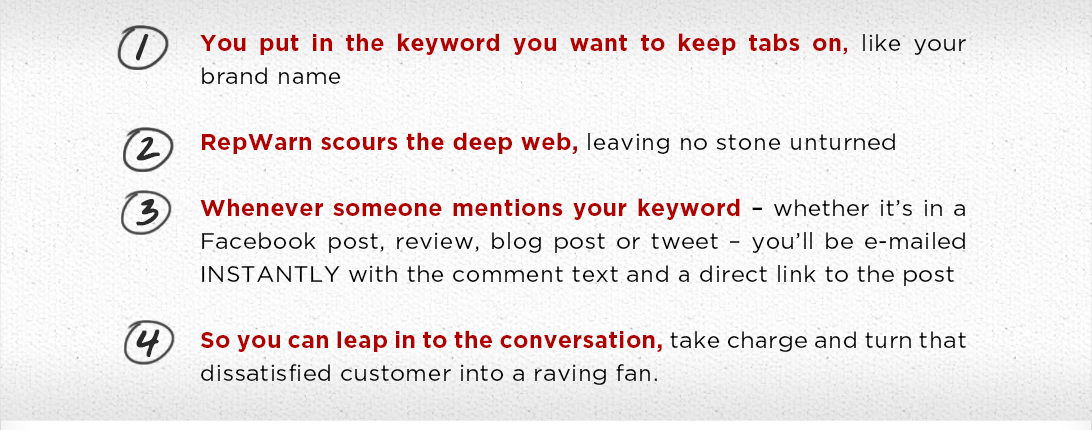 1 You put in the keyword you want to keep tabs on, like your
brand name
2 RepWarn scours the deep web, leaving no stone unturned
3 Whenever someone mentions your keyword – whether it’s in a
Facebook post, review, blog post or tweet – you’ll be e-mailed
INSTANTLY with the comment text and a direct link to the post
4 So you can leap in to the conversation, take charge and turn that
dissatisfied customer into a raving fan.